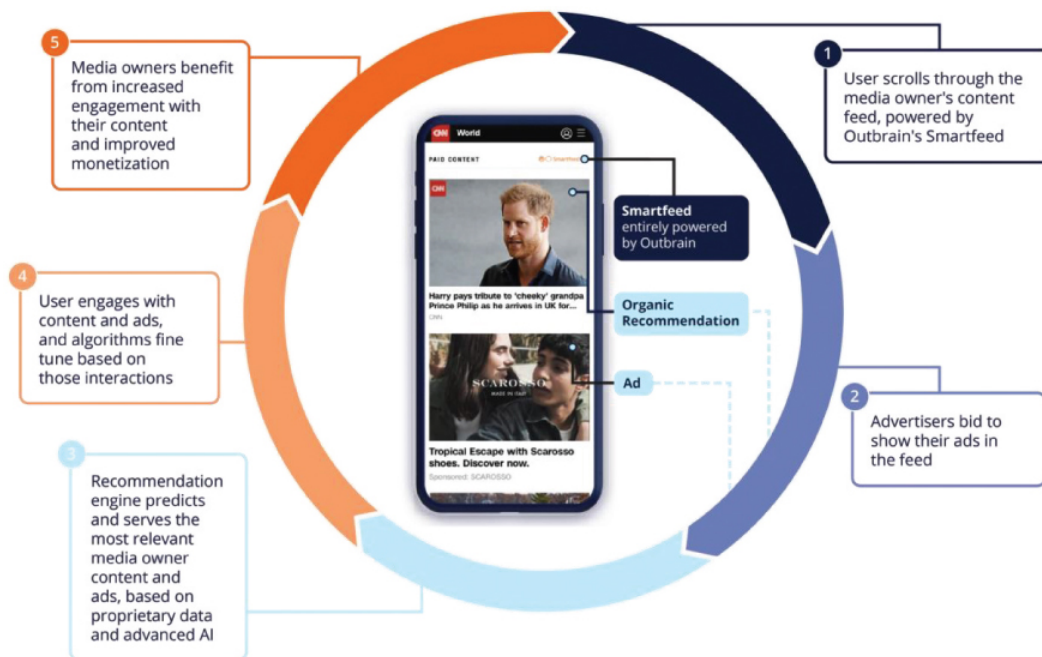 5
Media owners benefit
from increased
engagement with
their content
and improved
monetization
1
User scrolls through the
media owner's content
feed, powered by
Outbrain's Smartfeed
CNN World
PAID CONTENT
Smartfeed
CNN
Smartfeed
entirely powered
by Outbrain
Harry pays tribute to 'cheeky' grandpa
Prince Philip as he arrives in UK for...
CNN
Organic
Recommendation
4
User engages with
content and ads,
and algorithms fine
tune based on
those interactions
SCAROSSO
MADE IN ITALY
Ad
2
Advertisers bid to
show their ads in
the feed
Tropical Escape with Scarosso
shoes. Discover now.
Sponsored: SCAROSSO
3
Recommendation
engine predicts
and serves the
most relevant
media owner
content and
ads, based on
proprietary data
and advanced AI